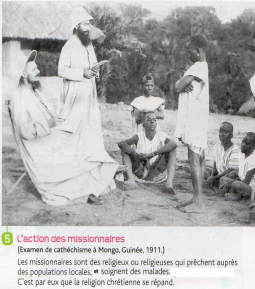 5 L'action des missionnaires
(Examen de catéchisme à Mongo, Guinée, 1911.)
Les missionnaires sont des religieux ou religieuses qui prêchent auprès
des populations locales, et soignent des malades.
C'est par eux que la religion chrétienne se répand.